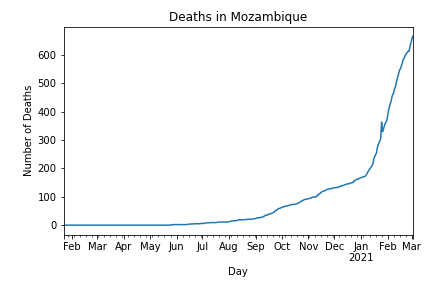 Deaths in Mozambique
Number of Deaths
600
500
400
300
200
100
0
Feb Mar Apr May Jun Jul Aug Sep Oct Nov Dec Jan Feb Mar
2021
Day